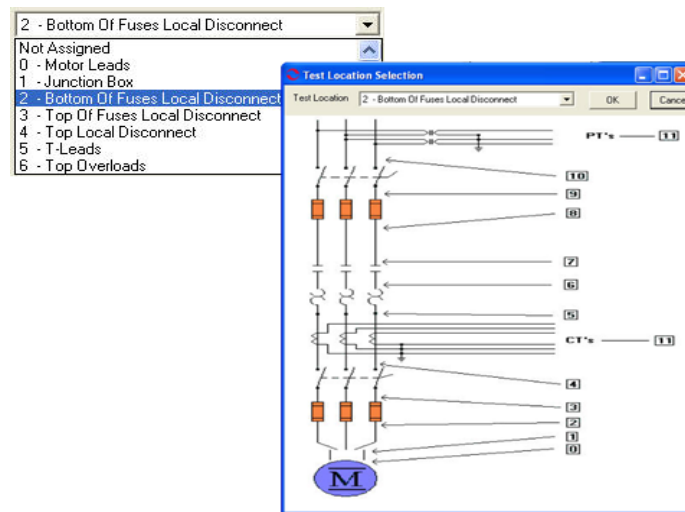 2 - Bottom Of Fuses Local Disconnect
Not Assigned
0 - Motor Leads
1 - Junction Box
2 - Bottom Of Fuses Local Disconnect
3 - Top Of Fuses Local Disconnect
4 - Top Local Disconnect
5 - T-Leads
6 - Top Overloads
Test Location Selection
Test Location 2 - Bottom Of Fuses Local Disconnect OK Cance
PT's 11
10
9
8
7
6
5
CT's 11
4
3
2
1
0
M